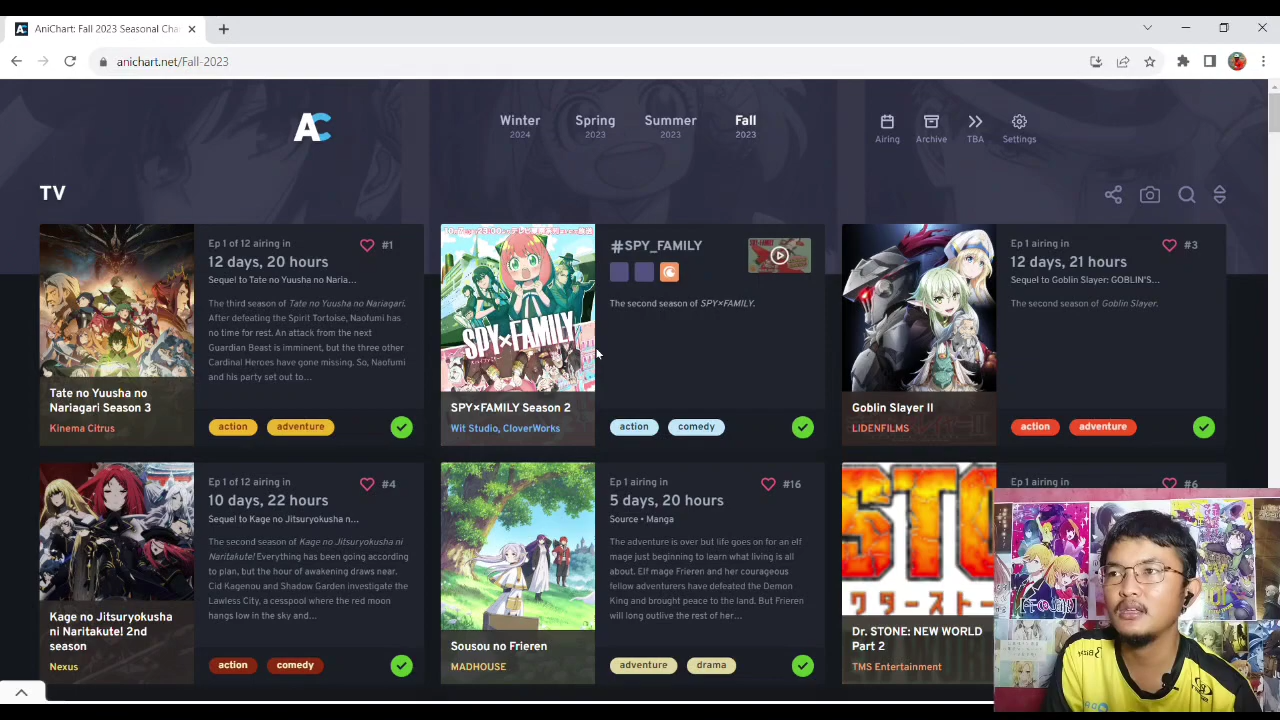 AniChart: Fall 2023 Seasonal Cha
anichart.net/Fall-2023
AC
Winter
2024
Spring
2023
Summer
2023
Fall
2023
Airing
Archive
TBA
Settings
TV
Ep 1 of 12 airing in
12 days, 20 hours
#1
Sequel to Tate no Yuusha no Naria...
The third season of Tate no Yuusha no Nariagari.
After defeating the Spirit Tortoise, Naofumi has
no time for rest. An attack from the next
Guardian Beast is imminent, but the three other
Cardinal Heroes have gone missing. So, Naofumi
and his party set out to...
Tate no Yuusha no
Nariagari Season 3
Kinema Citrus
action
adventure
#SPY_FAMILY
The second season of SPY×FAMILY.
SPY×FAMILY
SPY×FAMILY Season 2
Wit Studio, CloverWorks
action
comedy
Ep 1 airing in
12 days, 21 hours
#3
Sequel to Goblin Slayer: GOBLIN'S...
The second season of Goblin Slayer.
Goblin Slayer II
LIDENFILMS
action
adventure
Ep 1 of 12 airing in
10 days, 22 hours
#4
Sequel to Kage no Jitsuryokusha n...
The second season of Kage no Jitsuryokusha ni
Naritakute! Everything has been going according
to plan, but the hour of awakening draws near.
Cid Kagenou and Shadow Garden investigate the
Lawless City, a cesspool where the red moon
hangs low in the sky and...
Kage no Jitsuryokusha
ni Naritakute! 2nd
season
Nexus
action
comedy
Ep 1 airing in
5 days, 20 hours
#16
Source • Manga
The adventure is over but life goes on for an elf
mage just beginning to learn what living is all
about. Elf mage Frieren and her courageous
fellow adventurers have defeated the Demon
King and brought peace to the land. But Frieren
will long outlive the rest of her...
Sousou no Frieren
MADHOUSE
adventure
drama
Ep 1 airing in
#6
STO
クターストー
Dr. STONE: NEW WORLD
Part 2
TMS Entertainment